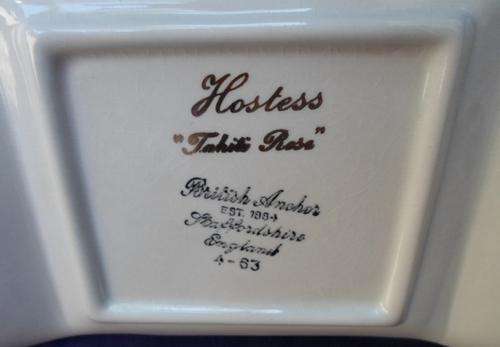 Hostess
"Tahiti Rose"
British Anchor
EST. 1884
Staffordshire
England
4-63